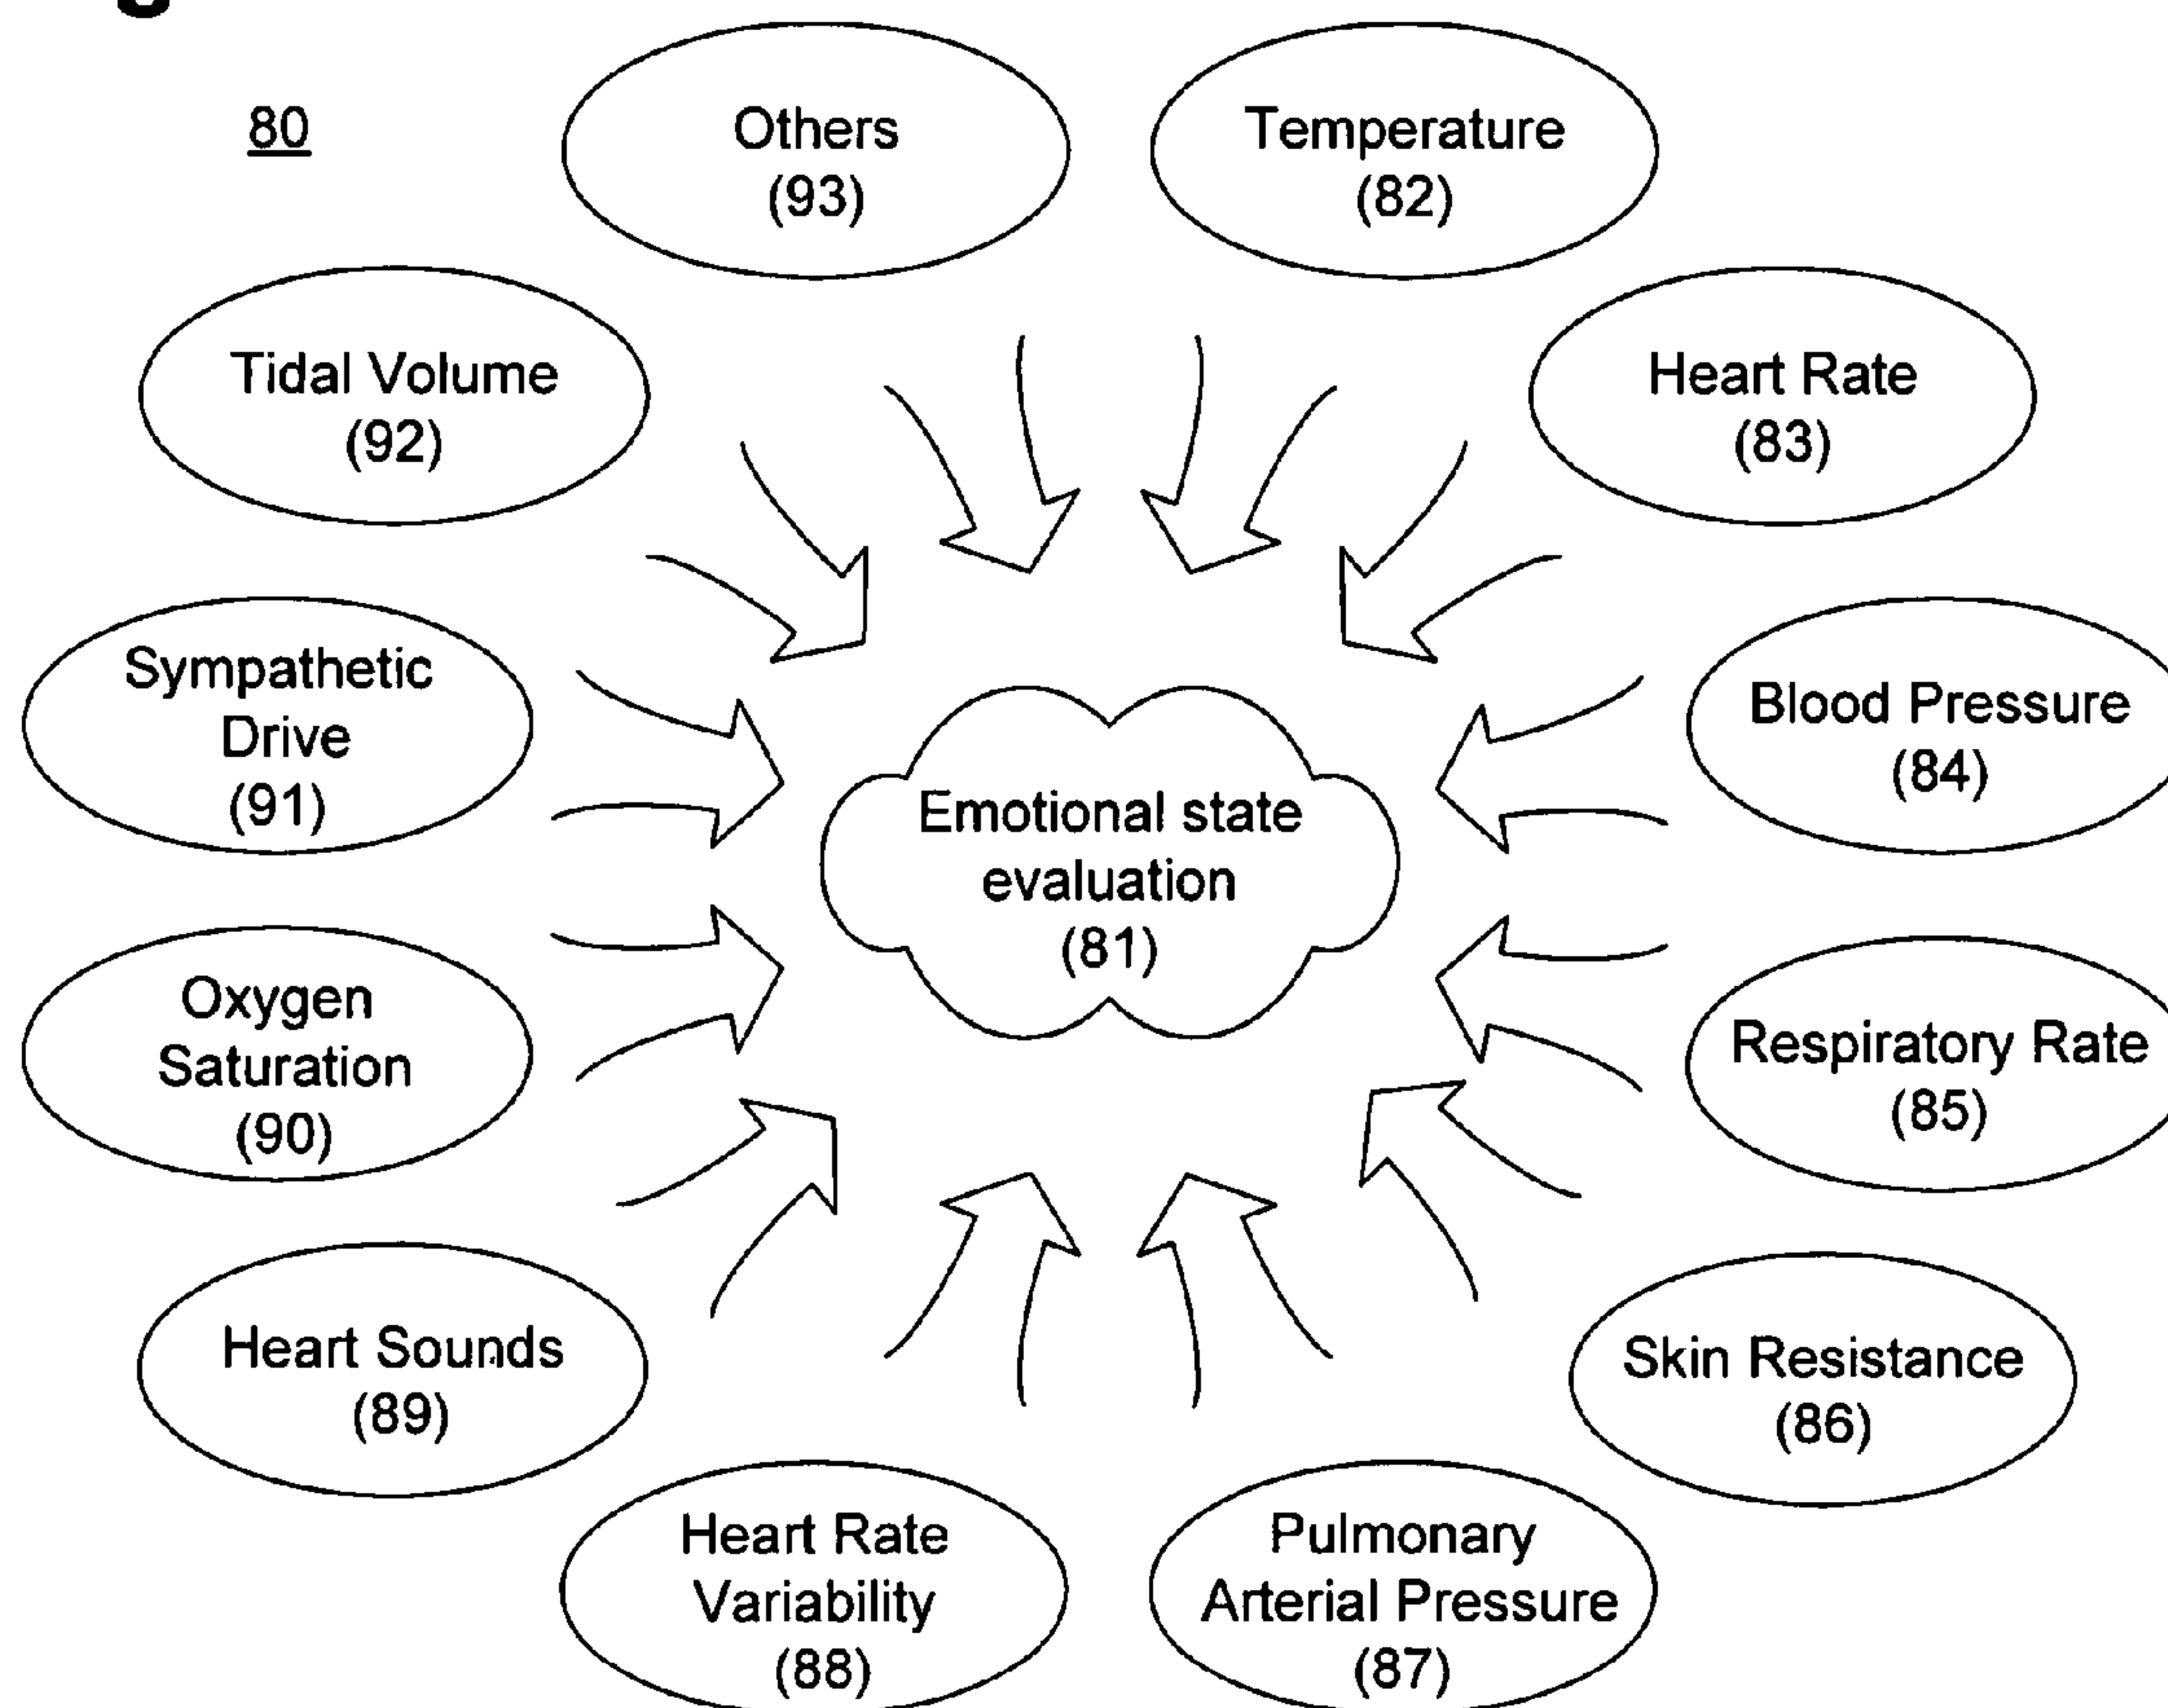 80
Others
(93)
Temperature
(82)
Tidal Volume
(92)
Heart Rate
(83)
Sympathetic
Drive
(91)
Blood Pressure
(84)
Emotional state
evaluation
(81)
Oxygen
Saturation
(90)
Respiratory Rate
(85)
Heart Sounds
(89)
Skin Resistance
(86)
Heart Rate
Variability
(88)
Pulmonary
Arterial Pressure
(87)